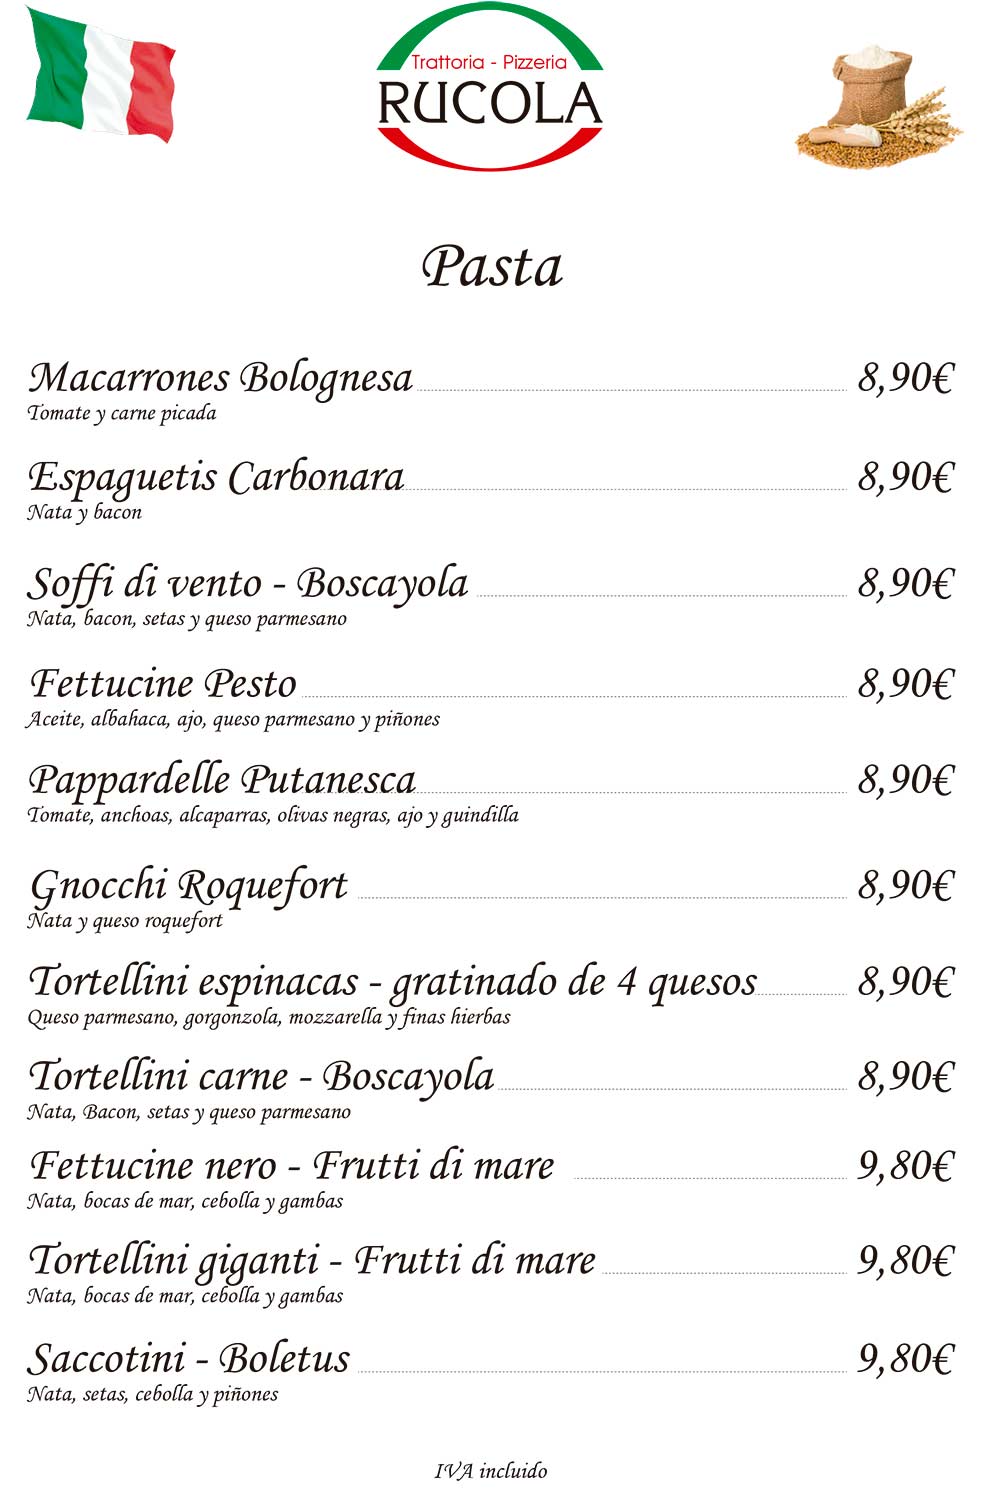 Trattoria - Pizzeria
RUCOLA
Pasta
Macarrones Bolognesa 8,90€
Tomate y carne picada
Espaguetis Carbonara 8,90€
Nata y bacon
Soffi di vento - Boscayola 8,90€
Nata, bacon, setas y queso parmesano
Fettucine Pesto 8,90€
Aceite, albahaca, ajo, queso parmesano y piñones
Pappardelle Putanesca 8,90€
Tomate, anchoas, alcaparras, olivas negras, ajo y guindilla
Gnocchi Roquefort 8,90€
Nata y queso roquefort
Tortellini espinacas - gratinado de 4 quesos 8,90€
Queso parmesano, gorgonzola, mozzarella y finas hierbas
Tortellini carne - Boscayola 8,90€
Nata, Bacon, setas y queso parmesano
Fettucine nero - Frutti di mare 9,80€
Nata, bocas de mar, cebolla y gambas
Tortellini giganti - Frutti di mare 9,80€
Nata, bocas de mar, cebolla y gambas
Saccotini - Boletus 9,80€
Nata, setas, cebolla y piñones
IVA incluido